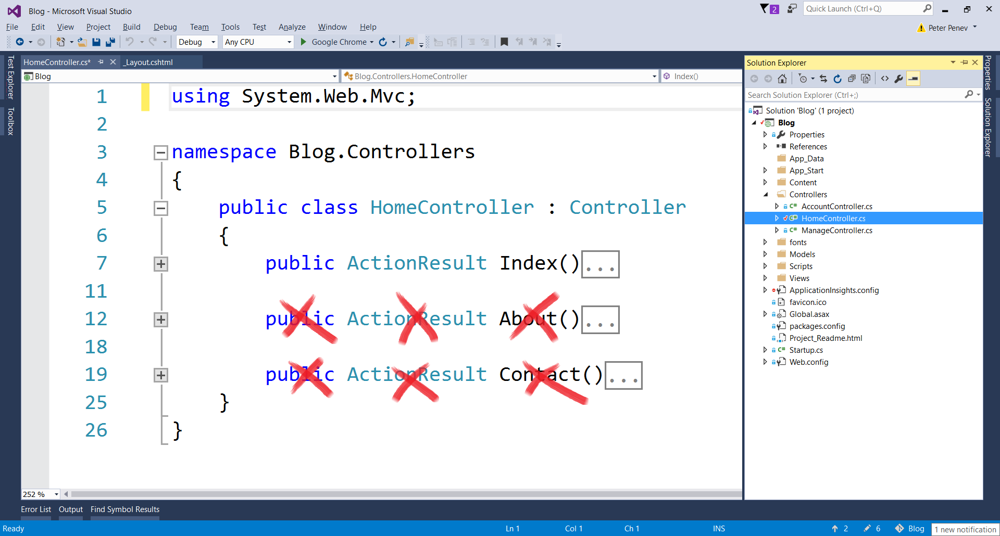 Blog - Microsoft Visual Studio
2
Quick Launch (Ctrl+Q)
File Edit View Project Build Debug Team Tools Test Analyze Window Help
Peter Penev
Debug Any CPU Google Chrome
Test Explorer
Toolbox
HomeController.cs* _Layout.cshtml
Blog Blog.Controllers.HomeController Index()
1 using System.Web.Mvc;
2
3 namespace Blog.Controllers
4 {
5 public class HomeController : Controller
6 {
7 public ActionResult Index()...
11
12 public ActionResult About()...
18
19 public ActionResult Contact()...
25 }
26 }
252 %
Solution Explorer
Search Solution Explorer (Ctrl+;)
Solution 'Blog' (1 project)
Blog
Properties
References
App_Data
App_Start
Content
Controllers
C# AccountController.cs
C# HomeController.cs
C# ManageController.cs
fonts
Models
Scripts
Views
ApplicationInsights.config
favicon.ico
Global.asax
packages.config
Project_Readme.html
C# Startup.cs
Web.config
Properties
Solution Explorer
Error List Output Find Symbol Results
Ready Ln 1 Col 1 Ch 1 INS 2 6 Blog
1 new notification